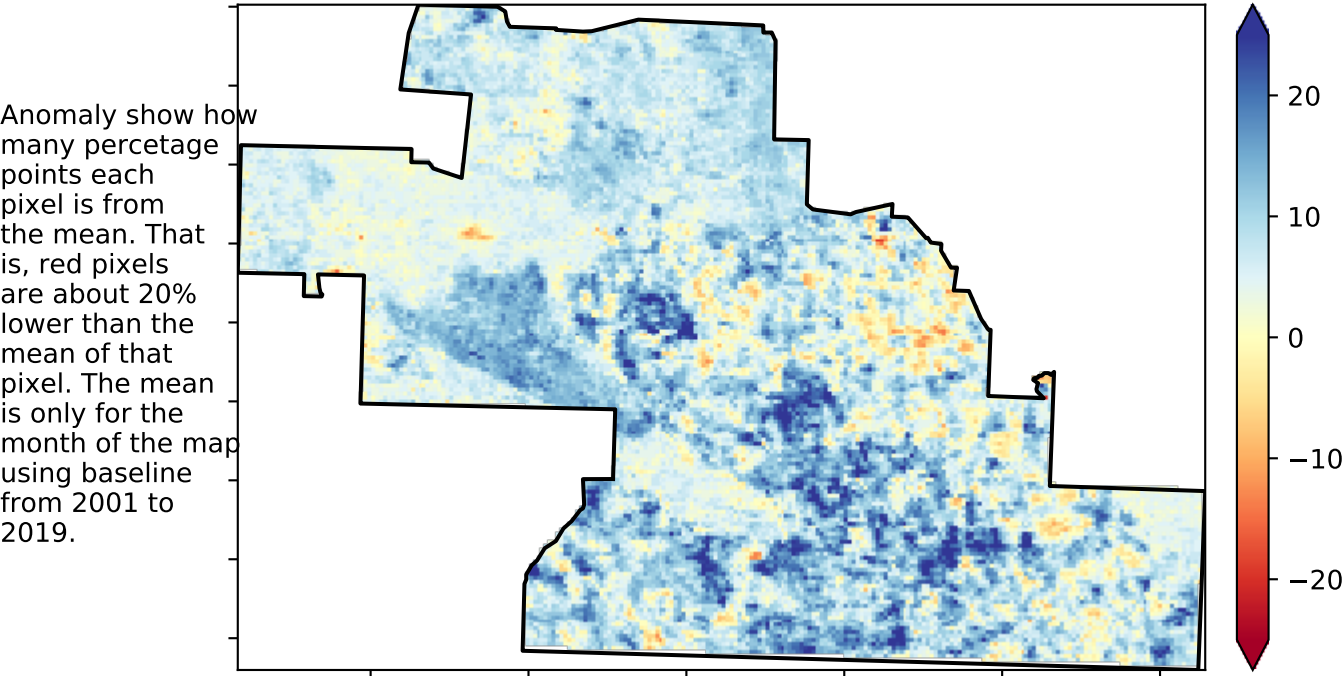 Anomaly show how
many percetage
points each
pixel is from
the mean. That
is, red pixels
are about 20%
lower than the
mean of that
pixel. The mean
is only for the
month of the map
using baseline
from 2001 to
2019.
20
10
0
−10
−20